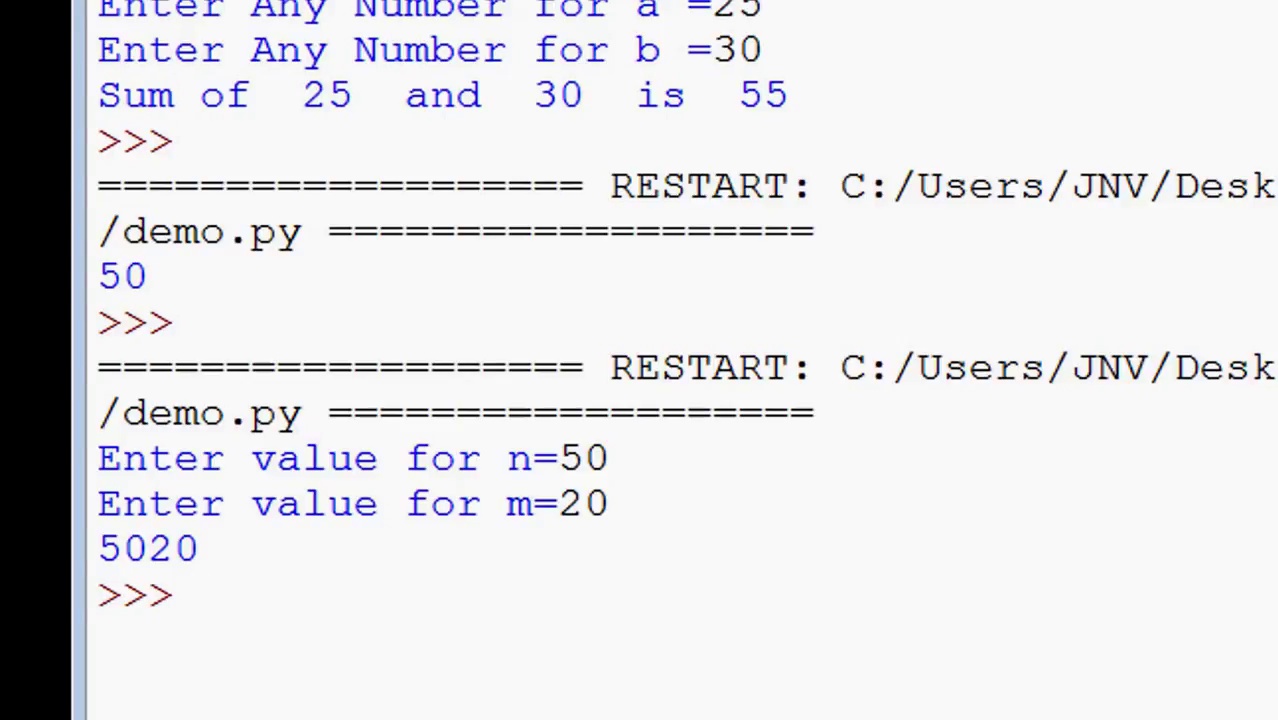 Enter Any Number for a =25
Enter Any Number for b =30
Sum of  25  and  30  is  55
>>>
=================== RESTART: C:/Users/JNV/Desk
/demo.py ===================
50
>>>
=================== RESTART: C:/Users/JNV/Desk
/demo.py ===================
Enter value for n=50
Enter value for m=20
5020
>>>